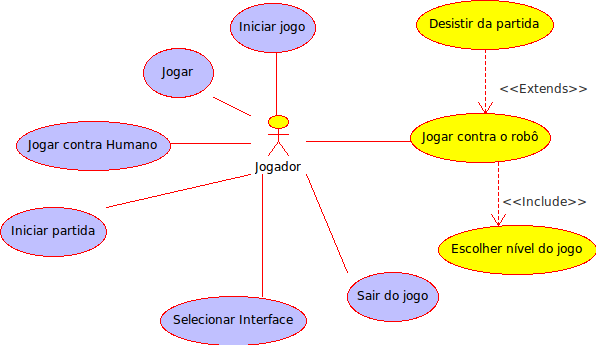 Iniciar jogo
Desistir da partida
Jogar
<<Extends>>
Jogar contra Humano
Jogar contra o robô
Jogador
<<Include>>
Iniciar partida
Escolher nível do jogo
Sair do jogo
Selecionar Interface